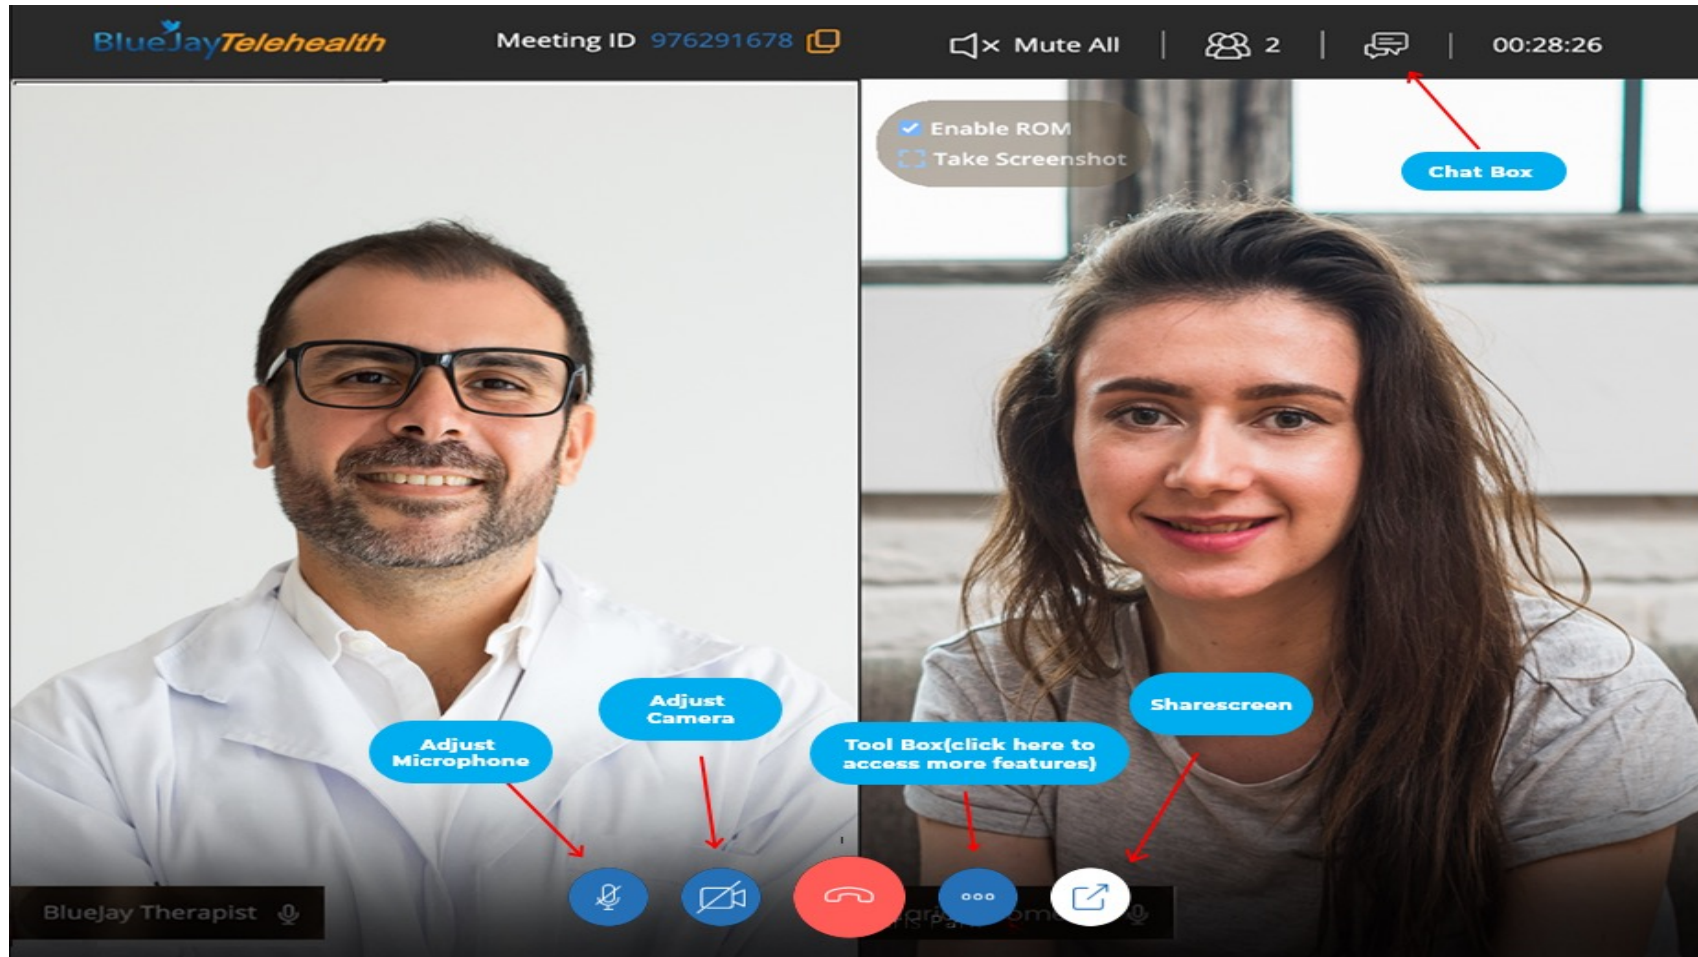 BlueJayTelehealth
Meeting ID 976291678
Mute All
2
00:28:26
Enable ROM
Take Screenshot
Chat Box
Adjust
Camera
Sharescreen
Adjust
Microphone
Tool Box(click here to
access more features)
BlueJay Therapist